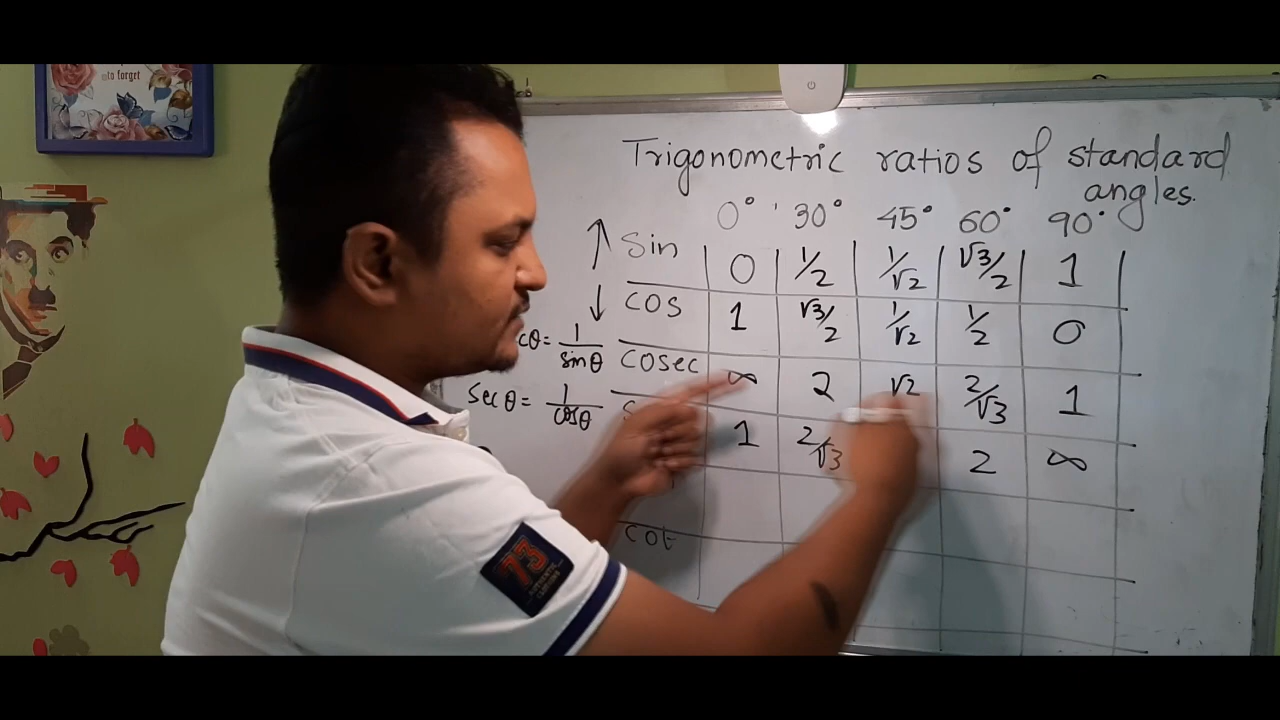 to forget
Trigonometric ratios of standard
angles.
0° 30° 45° 60° 90°
Sin 0 1/2 1/√2 √3/2 1
cos 1 √3/2 1/√2 1/2 0
cθ = 1/sinθ
cosec ∞ 2 √2 2/√3 1
secθ = 1/cosθ
1 2/√3 2 ∞
cot
73